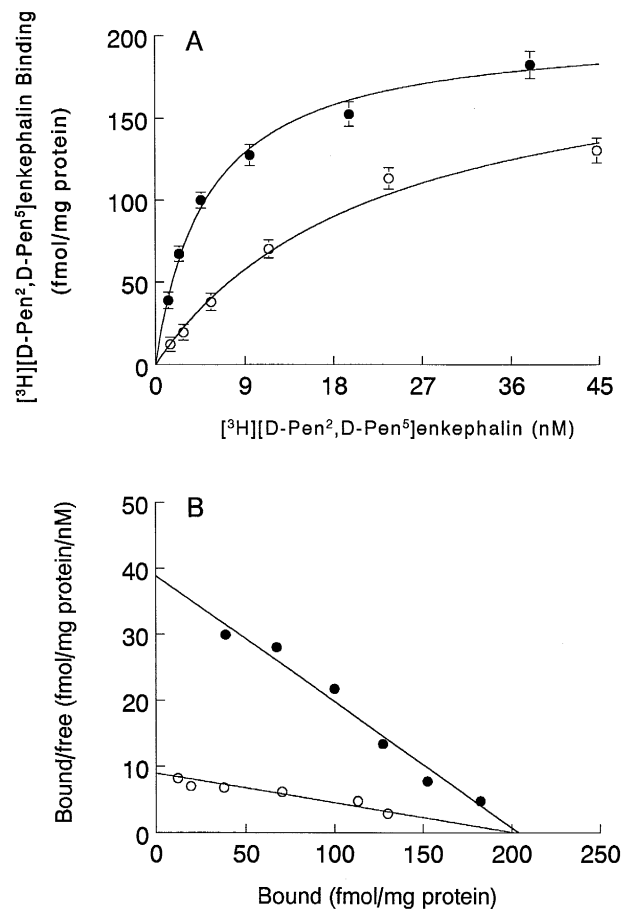 A
[³H][D-Pen²,D-Pen⁵]enkephalin Binding
(fmol/mg protein)
200
150
100
50
0
0 9 18 27 36 45
[³H][D-Pen²,D-Pen⁵]enkephalin (nM)
B
Bound/free (fmol/mg protein/nM)
50
40
30
20
10
0
0 50 100 150 200 250
Bound (fmol/mg protein)